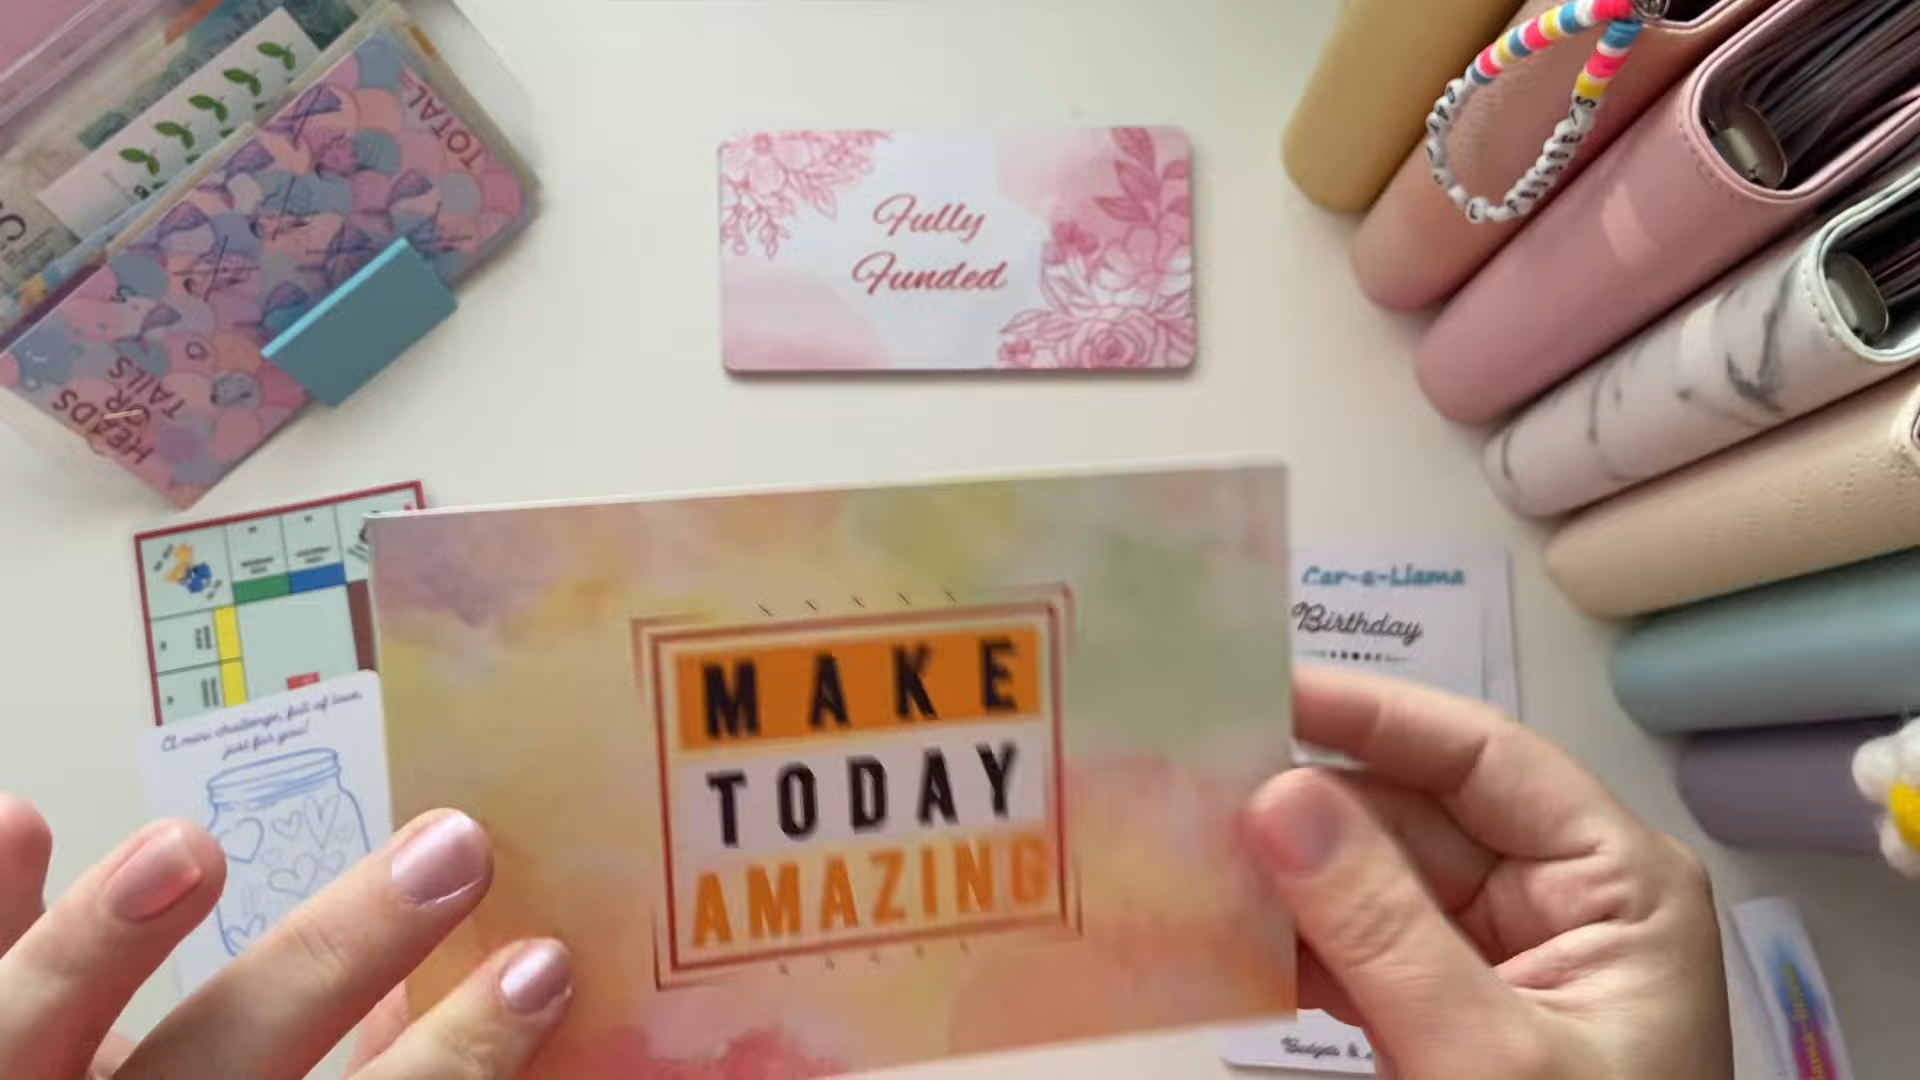 TOTAL
HEADS
OR
TAILS
Fully
Funded
A mini challenge, full of love,
just for you!
MAKE
TODAY
AMAZING
Car-a-Llama
Birthday